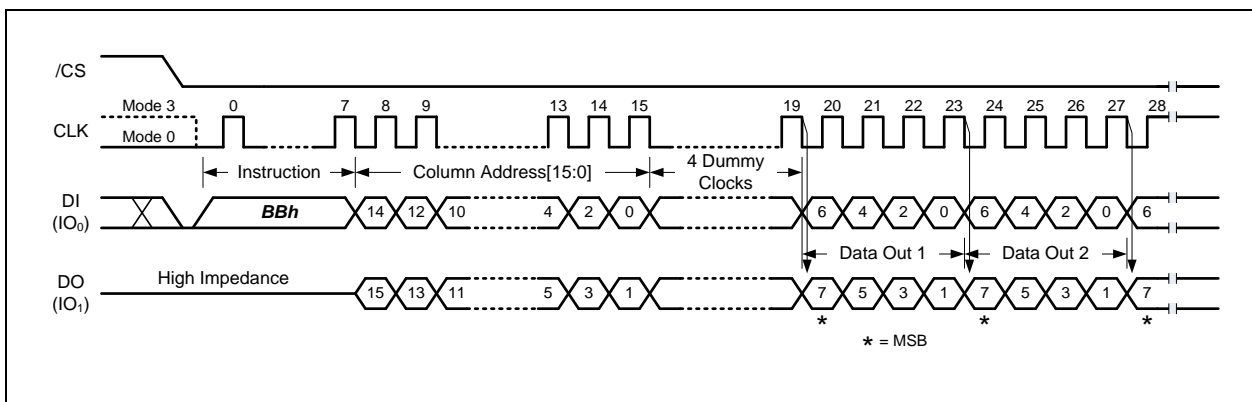 /CS
Mode 3 0 7 8 9 13 14 15 19 20 21 22 23 24 25 26 27 28
CLK
Mode 0
Instruction Column Address[15:0] 4 Dummy
Clocks
DI
(IO0) BBh 14 12 10 4 2 0 6 4 2 0 6 4 2 0 6
Data Out 1 Data Out 2
High Impedance
DO
(IO1) 15 13 11 5 3 1 7 5 3 1 7 5 3 1 7
* * *
* = MSB